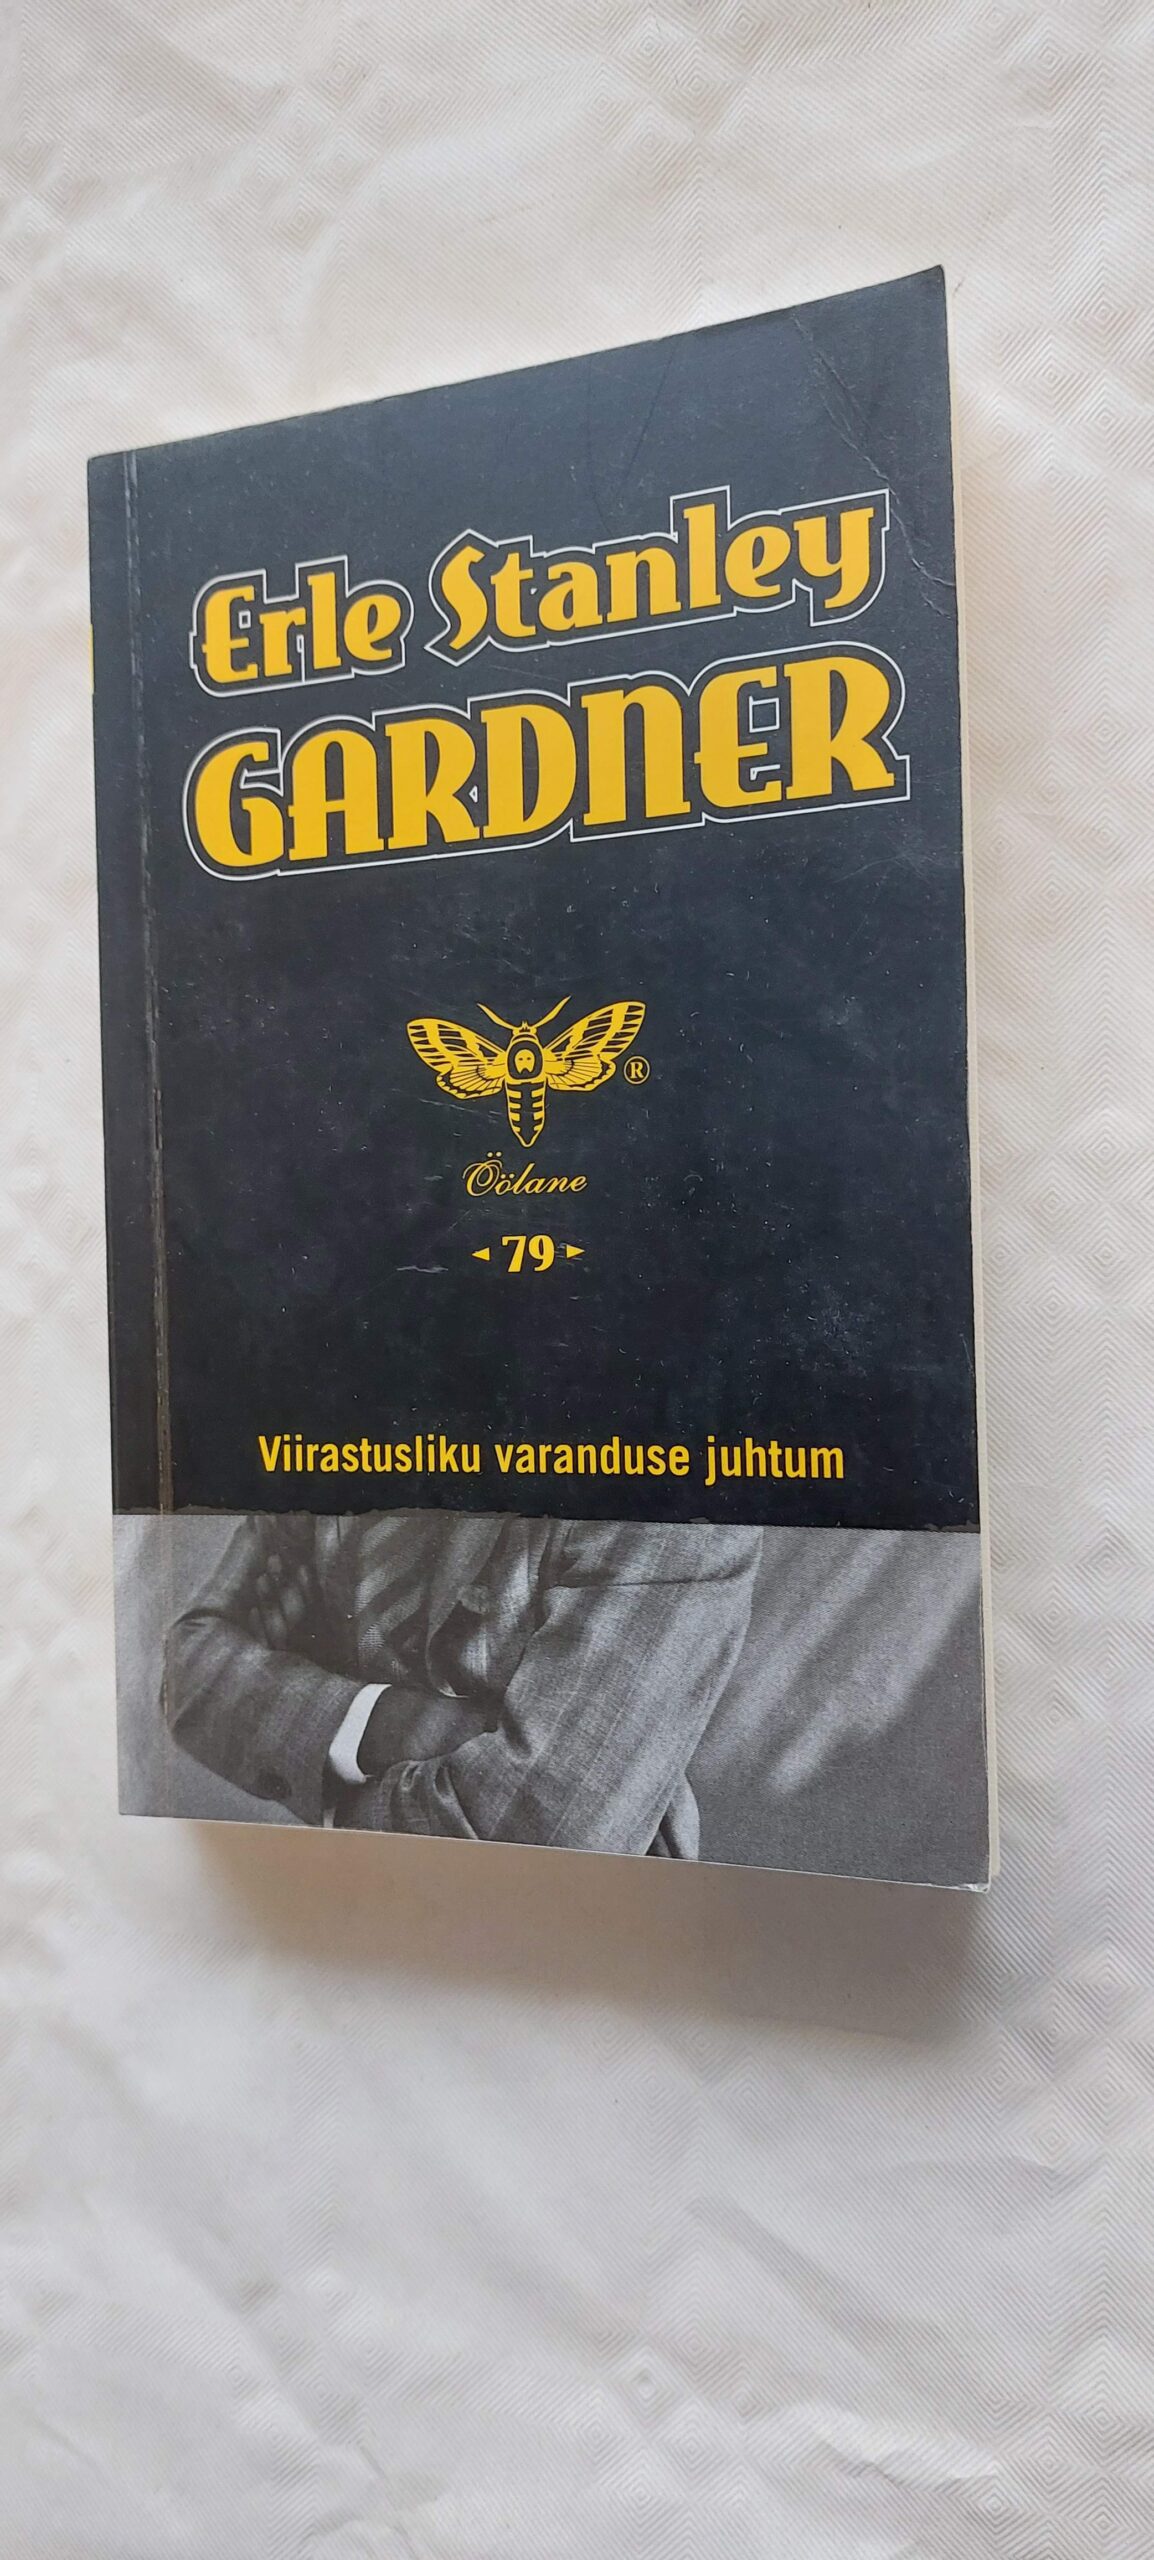 Erle Stanley
GARDNER
®
Öölane
79
Viirastusliku varanduse juhtum